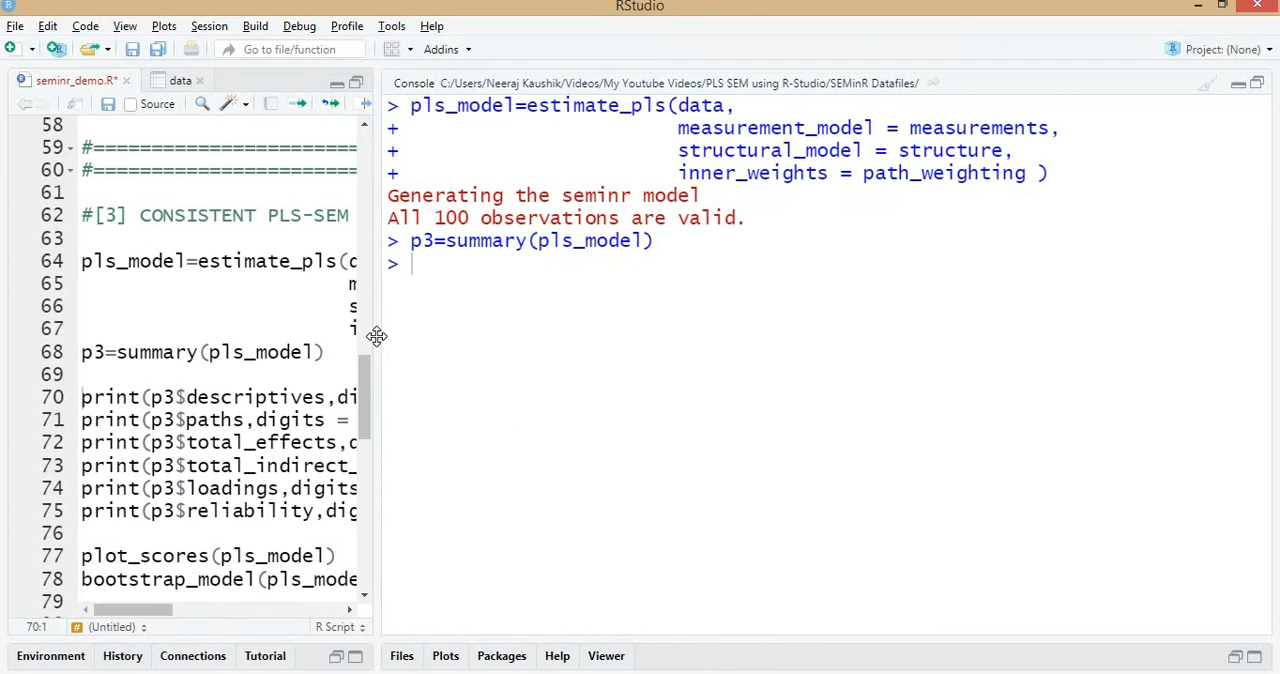 RStudio
File Edit Code View Plots Session Build Debug Profile Tools Help
Go to file/function Addins Project: (None)
seminr_demo.R* data
Source
58
59 #=======================
60 #=======================
61
62 #[3] CONSISTENT PLS-SEM
63
64 pls_model=estimate_pls(d
65 m
66 s
67 i
68 p3=summary(pls_model)
69
70 print(p3$descriptives,di
71 print(p3$paths,digits =
72 print(p3$total_effects,d
73 print(p3$total_indirect_
74 print(p3$loadings,digits
75 print(p3$reliability,dig
76
77 plot_scores(pls_model)
78 bootstrap_model(pls_mode
79
70:1 # (Untitled) R Script
Console C:/Users/Neeraj Kaushik/Videos/My Youtube Videos/PLS SEM using R-Studio/SEMinR Datafiles/
> pls_model=estimate_pls(data,
+ measurement_model = measurements,
+ structural_model = structure,
+ inner_weights = path_weighting )
Generating the seminr model
All 100 observations are valid.
> p3=summary(pls_model)
>
Environment History Connections Tutorial
Files Plots Packages Help Viewer